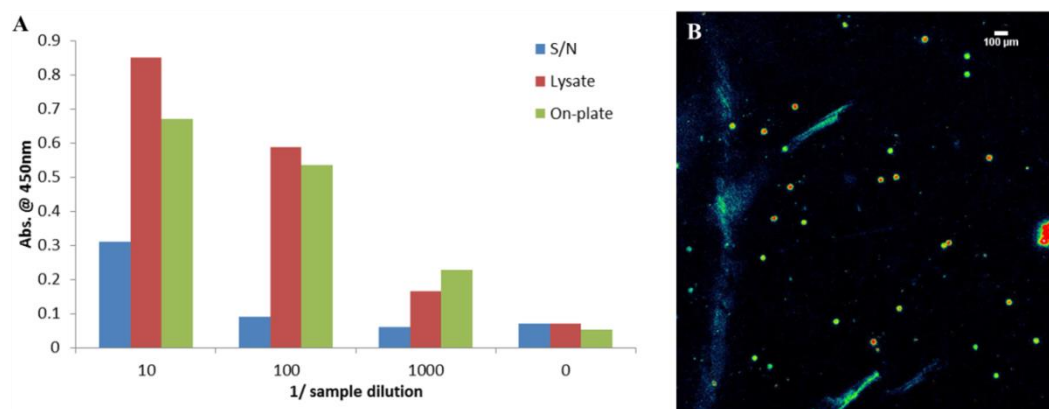 A
0.9
0.8
0.7
0.6
0.5
0.4
0.3
0.2
0.1
0
Abs. @ 450nm
10 100 1000 0
1/ sample dilution
S/N
Lysate
On-plate
B
100 µm